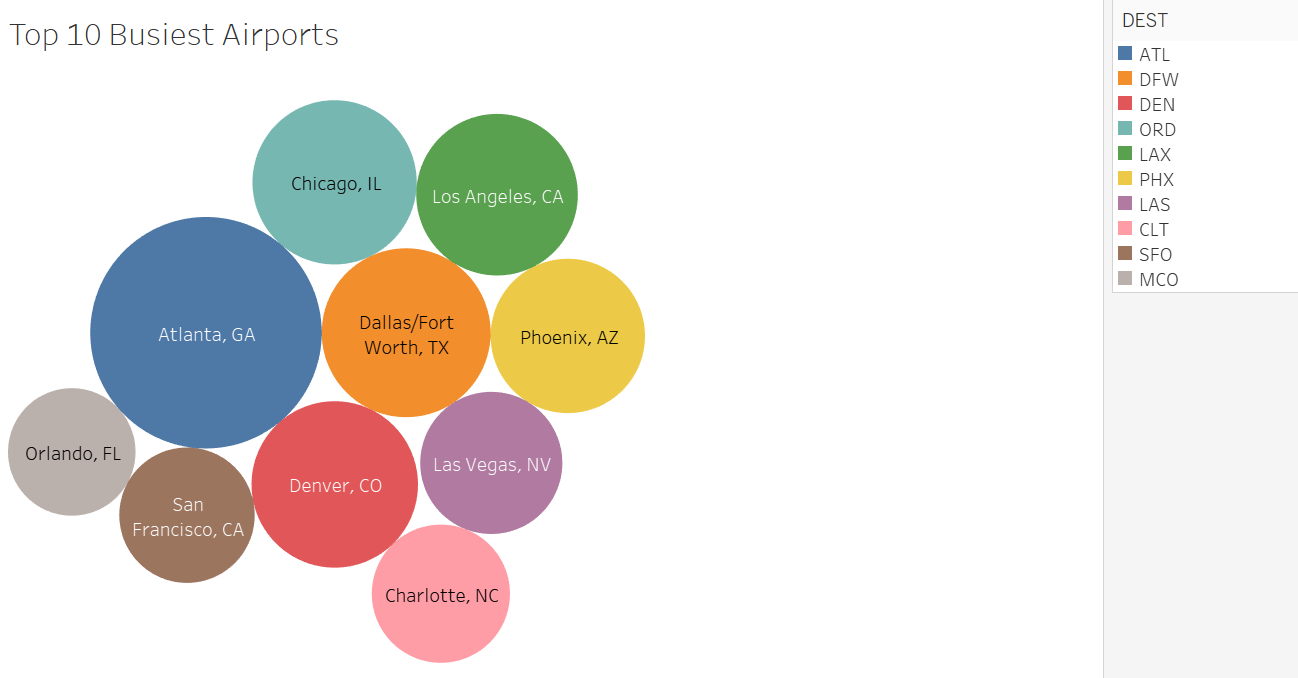 Top 10 Busiest Airports
DEST
ATL
DFW
DEN
ORD
LAX
PHX
LAS
CLT
SFO
MCO
Chicago, IL
Los Angeles, CA
Atlanta, GA
Dallas/Fort
Worth, TX
Phoenix, AZ
Orlando, FL
Las Vegas, NV
Denver, CO
San
Francisco, CA
Charlotte, NC